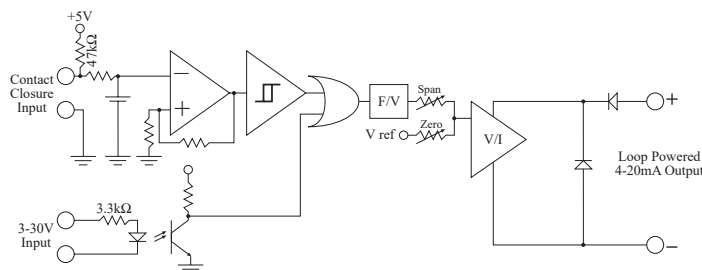 +5V
47kΩ
Contact
Closure
Input
−
+
F/V
Span
V ref
Zero
V/I
+
Loop Powered
4-20mA Output
−
3.3kΩ
3-30V
Input